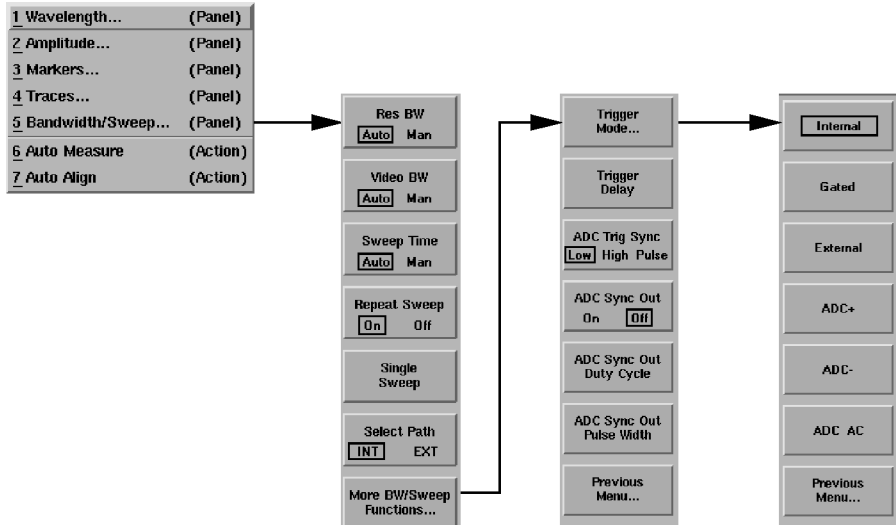 1 Wavelength... (Panel)
2 Amplitude... (Panel)
3 Markers... (Panel)
4 Traces... (Panel)
5 Bandwidth/Sweep... (Panel)
6 Auto Measure (Action)
7 Auto Align (Action)
Res BW
Auto Man
Video BW
Auto Man
Sweep Time
Auto Man
Repeat Sweep
On Off
Single
Sweep
Select Path
INT EXT
More BW/Sweep
Functions...
Trigger
Mode...
Trigger
Delay
ADC Trig Sync
Low High Pulse
ADC Sync Out
On Off
ADC Sync Out
Duty Cycle
ADC Sync Out
Pulse Width
Previous
Menu...
Internal
Gated
External
ADC+
ADC-
ADC AC
Previous
Menu...